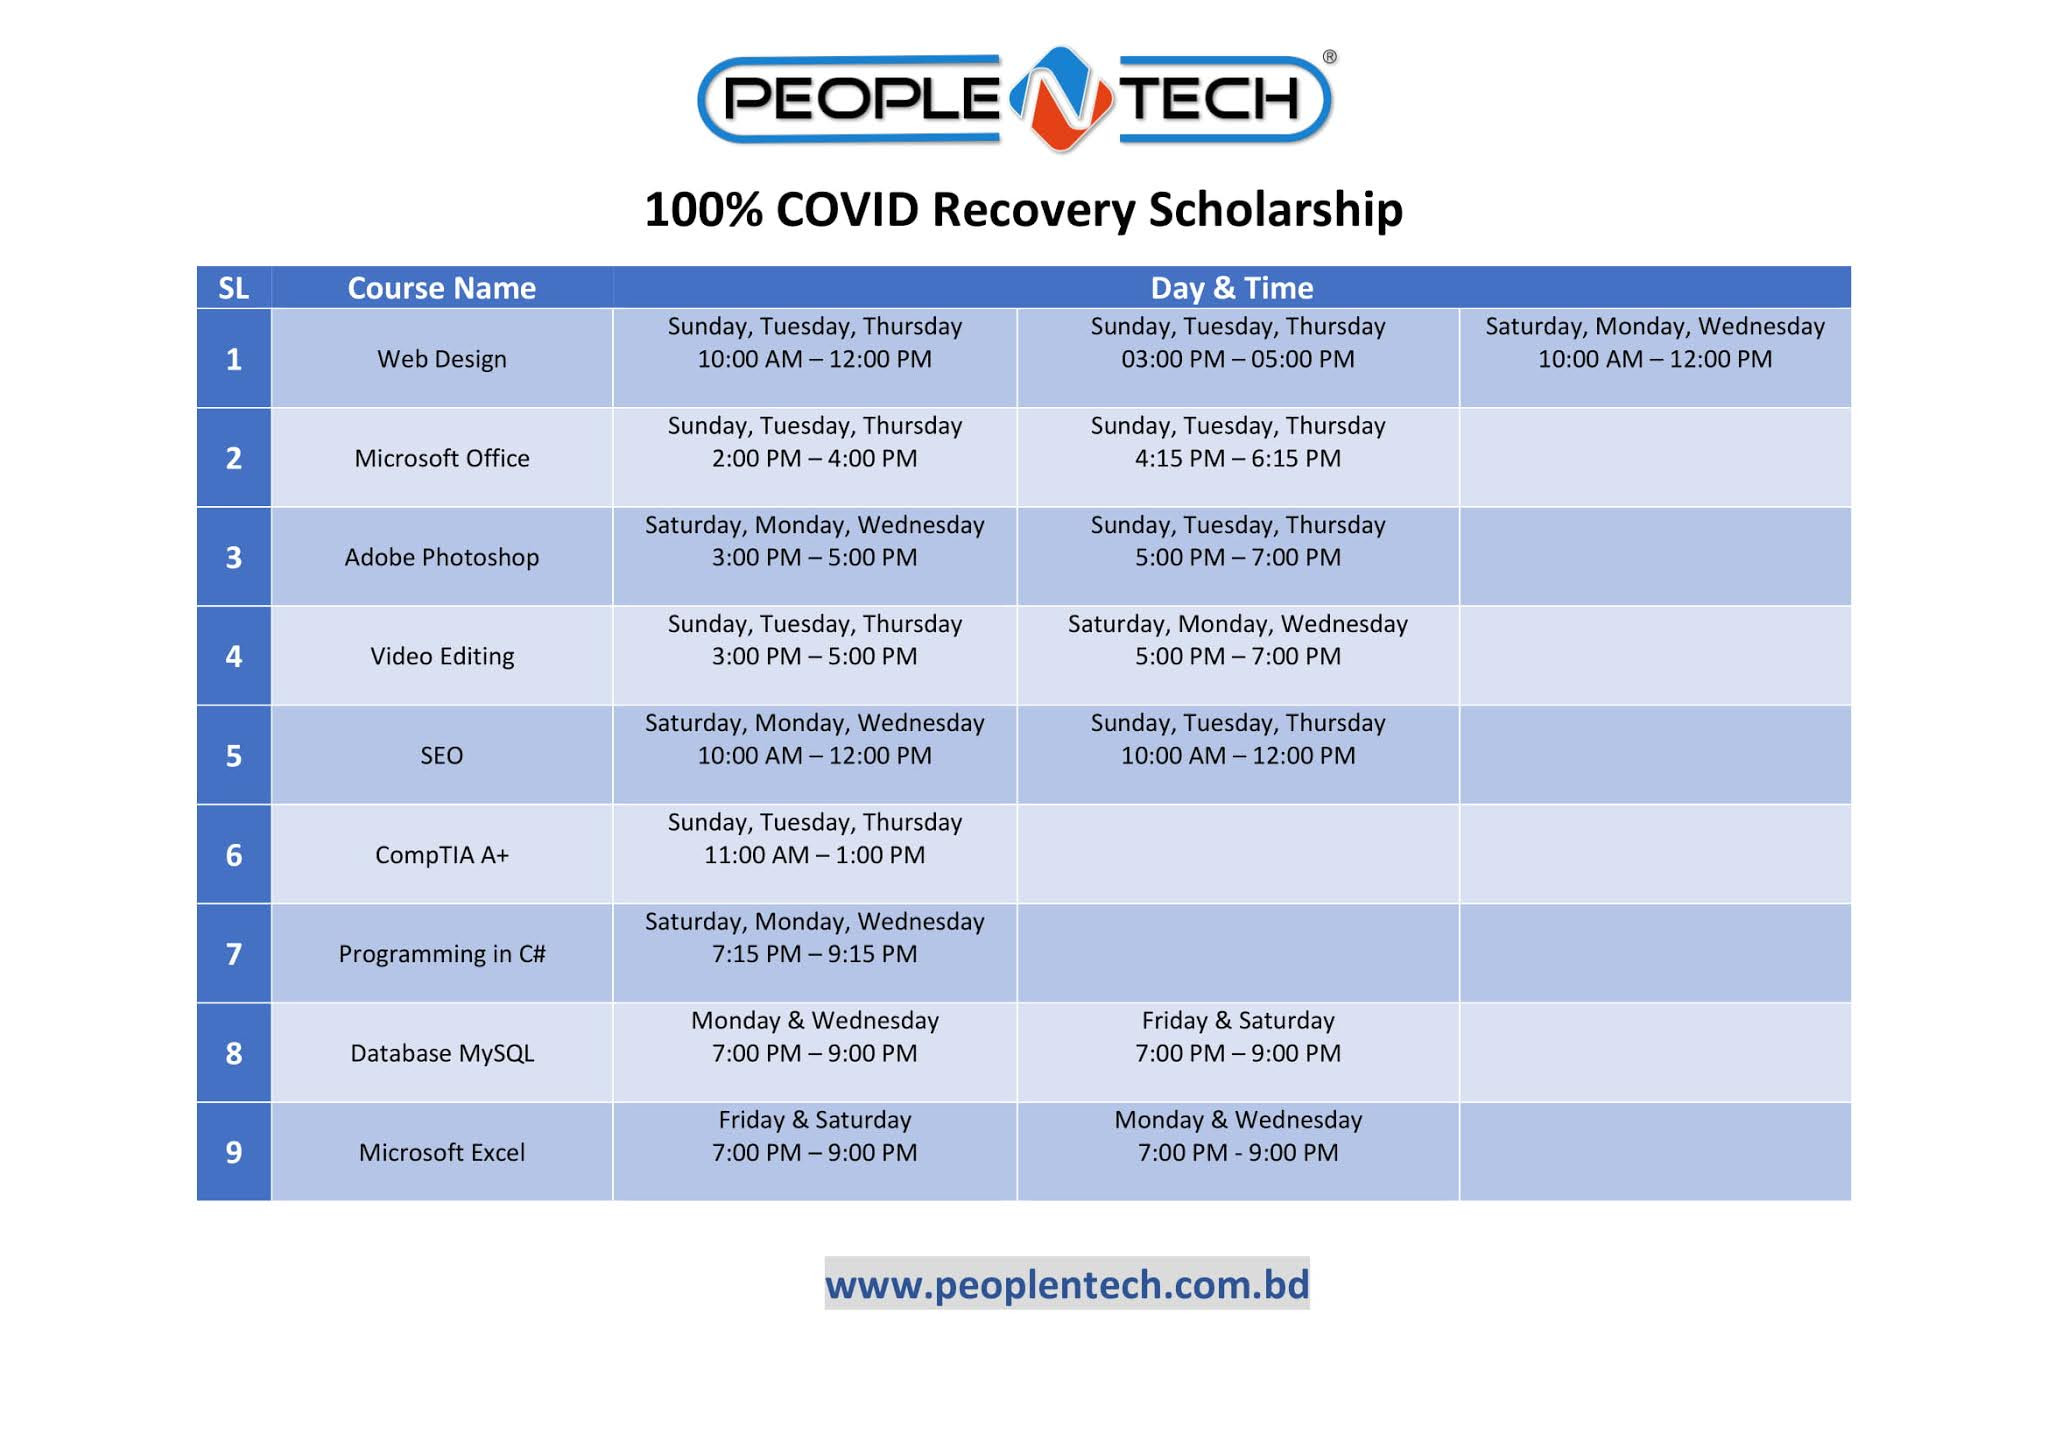 PEOPLE N TECH ®
100% COVID Recovery Scholarship
SL Course Name Day & Time
1 Web Design Sunday, Tuesday, Thursday 10:00 AM – 12:00 PM Sunday, Tuesday, Thursday 03:00 PM – 05:00 PM Saturday, Monday, Wednesday 10:00 AM – 12:00 PM
2 Microsoft Office Sunday, Tuesday, Thursday 2:00 PM – 4:00 PM Sunday, Tuesday, Thursday 4:15 PM – 6:15 PM
3 Adobe Photoshop Saturday, Monday, Wednesday 3:00 PM – 5:00 PM Sunday, Tuesday, Thursday 5:00 PM – 7:00 PM
4 Video Editing Sunday, Tuesday, Thursday 3:00 PM – 5:00 PM Saturday, Monday, Wednesday 5:00 PM – 7:00 PM
5 SEO Saturday, Monday, Wednesday 10:00 AM – 12:00 PM Sunday, Tuesday, Thursday 10:00 AM – 12:00 PM
6 CompTIA A+ Sunday, Tuesday, Thursday 11:00 AM – 1:00 PM
7 Programming in C# Saturday, Monday, Wednesday 7:15 PM – 9:15 PM
8 Database MySQL Monday & Wednesday 7:00 PM – 9:00 PM Friday & Saturday 7:00 PM – 9:00 PM
9 Microsoft Excel Friday & Saturday 7:00 PM – 9:00 PM Monday & Wednesday 7:00 PM - 9:00 PM
www.peoplentech.com.bd